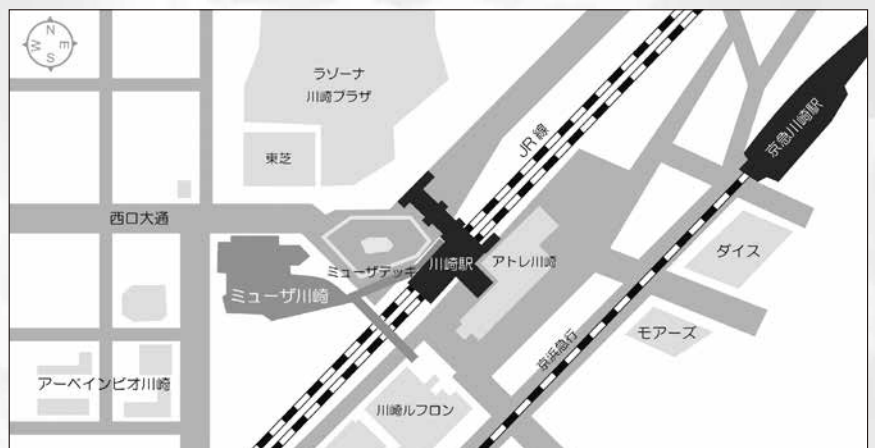 N
W
E
S
ラゾーナ
川崎プラザ
東芝
JR線
京急川崎駅
西口大通
ミューザデッキ
川崎駅
アトレ川崎
ダイス
ミューザ川崎
モアーズ
京浜急行
アーベインビオ川崎
川崎ルフロン